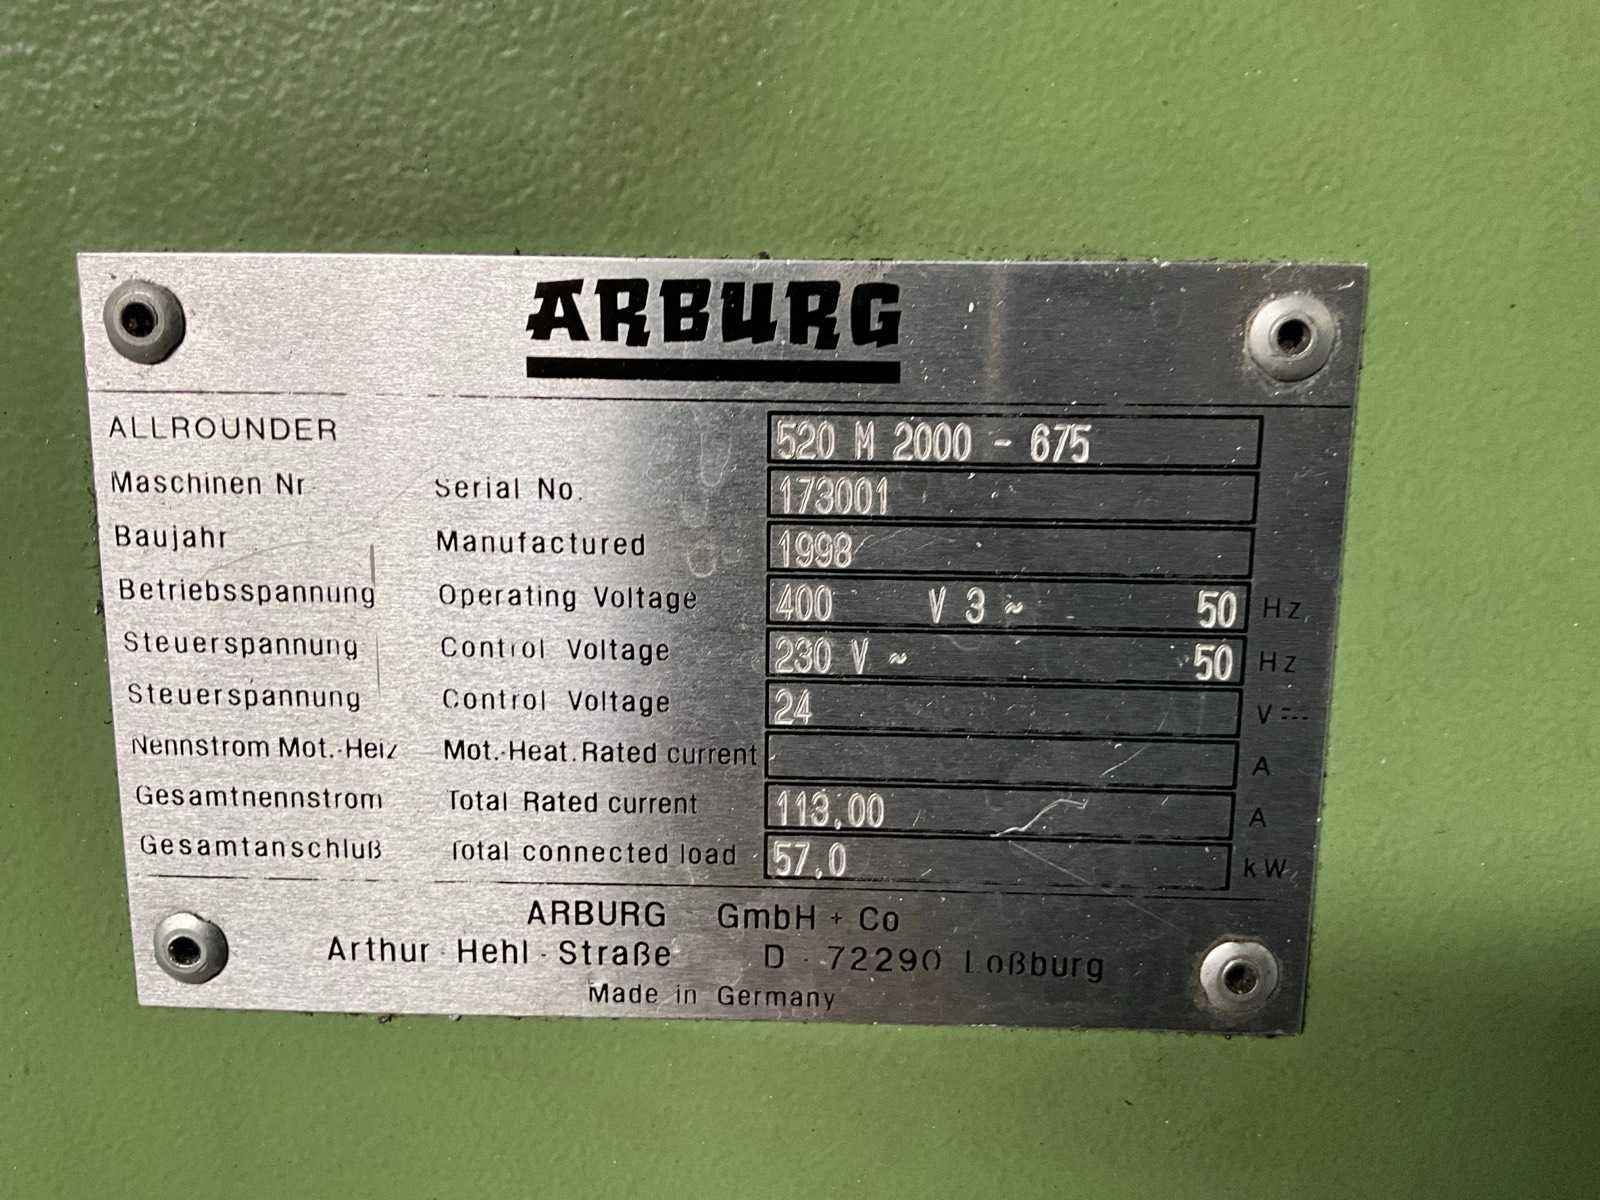 ARBURG
ALLROUNDER 520 M 2000 - 675
Maschinen Nr. Serial No. 173001
Baujahr Manufactured 1998
Betriebsspannung Operating Voltage 400 V 3 ~ 50 Hz
Steuerspannung Control Voltage 230 V ~ 50 Hz
Steuerspannung Control Voltage 24 V ⎓
Nennstrom Mot.-Heiz Mot.-Heat. Rated current A
Gesamtnennstrom Total Rated current 113,00 A
Gesamtanschluß Total connected load 57,0 kW
ARBURG GmbH + Co
Arthur - Hehl - Straße D - 72290 Loßburg
Made in Germany